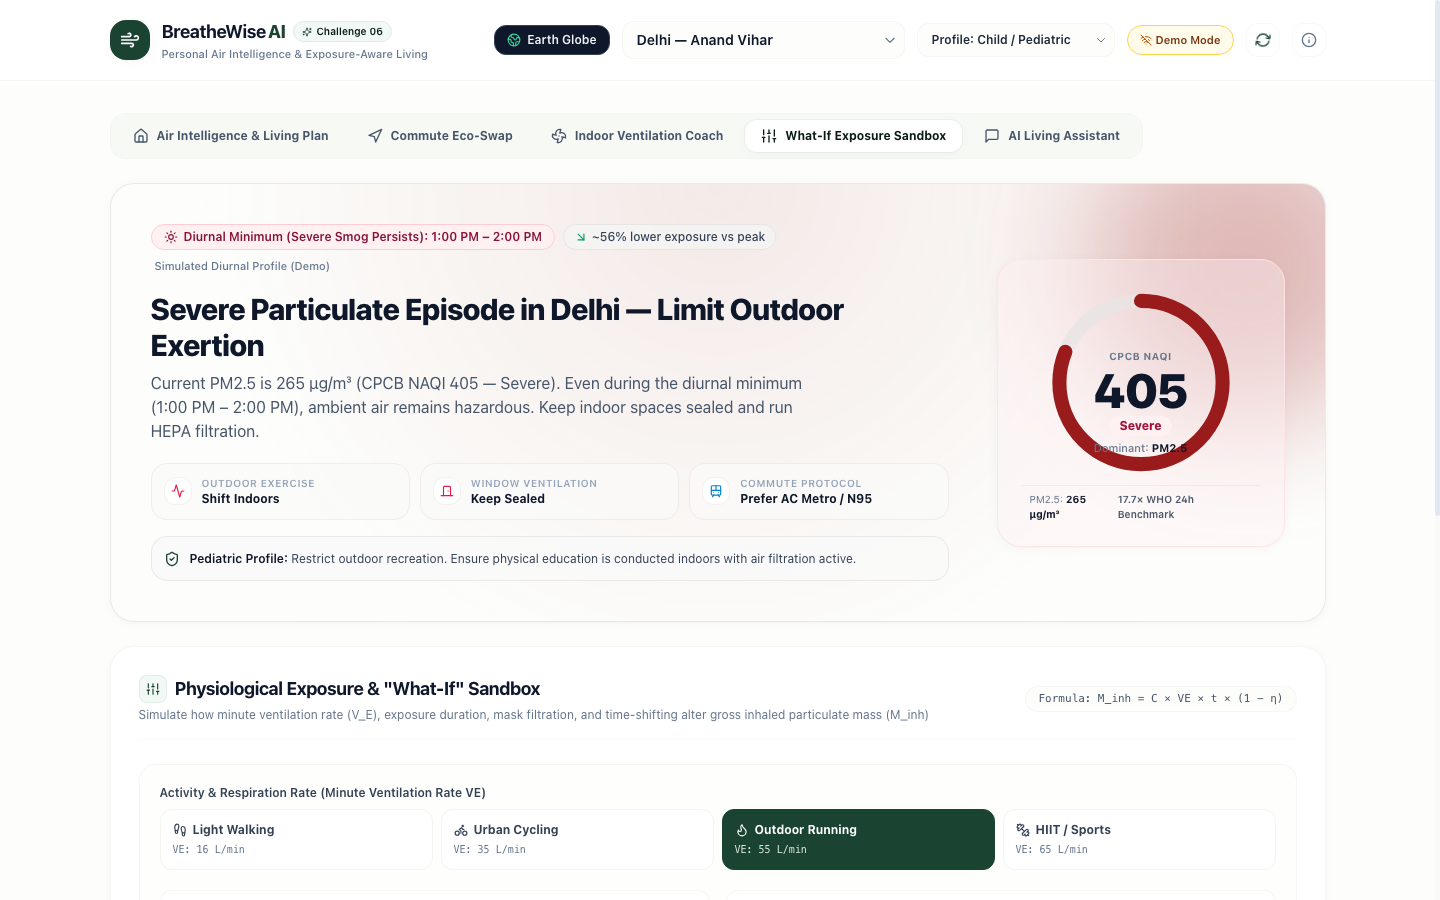 BreatheWise AI
Challenge 06
Personal Air Intelligence & Exposure-Aware Living
Earth Globe
Delhi — Anand Vihar
Profile: Child / Pediatric
Demo Mode
Air Intelligence & Living Plan
Commute Eco-Swap
Indoor Ventilation Coach
What-If Exposure Sandbox
AI Living Assistant
Diurnal Minimum (Severe Smog Persists): 1:00 PM – 2:00 PM
~56% lower exposure vs peak
Simulated Diurnal Profile (Demo)
Severe Particulate Episode in Delhi — Limit Outdoor
Exertion
Current PM2.5 is 265 µg/m³ (CPCB NAQI 405 — Severe). Even during the diurnal minimum
(1:00 PM – 2:00 PM), ambient air remains hazardous. Keep indoor spaces sealed and run
HEPA filtration.
OUTDOOR EXERCISE
Shift Indoors
WINDOW VENTILATION
Keep Sealed
COMMUTE PROTOCOL
Prefer AC Metro / N95
Pediatric Profile: Restrict outdoor recreation. Ensure physical education is conducted indoors with air filtration active.
CPCB NAQI
405
Severe
Dominant: PM2.5
PM2.5: 265
µg/m³
17.7× WHO 24h
Benchmark
Physiological Exposure & "What-If" Sandbox
Simulate how minute ventilation rate (V_E), exposure duration, mask filtration, and time-shifting alter gross inhaled particulate mass (M_inh)
Formula: M_inh = C × VE × t × (1 − η)
Activity & Respiration Rate (Minute Ventilation Rate VE)
Light Walking
VE: 16 L/min
Urban Cycling
VE: 35 L/min
Outdoor Running
VE: 55 L/min
HIIT / Sports
VE: 65 L/min